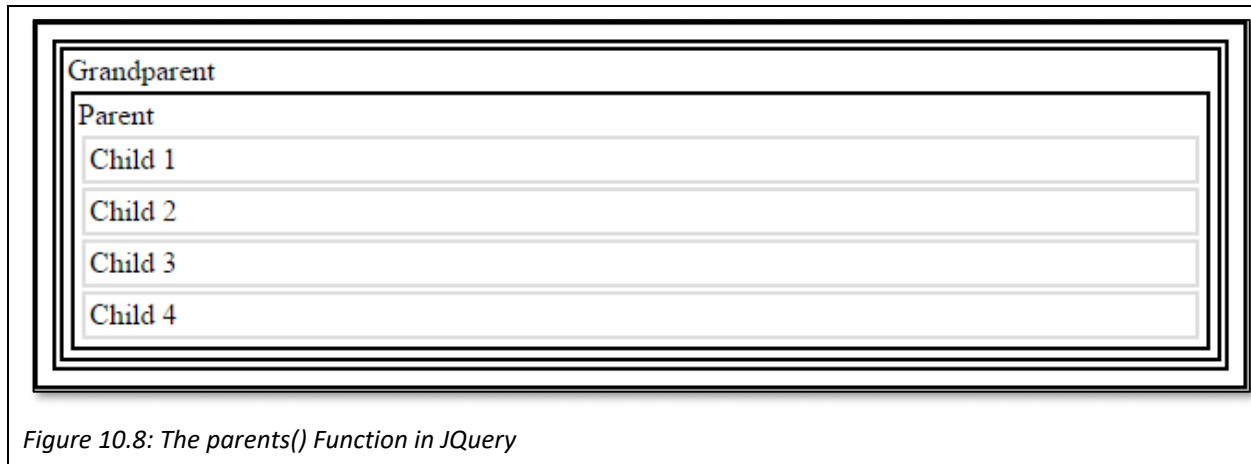 Grandparent
Parent
Child 1
Child 2
Child 3
Child 4
Figure 10.8: The parents() Function in JQuery